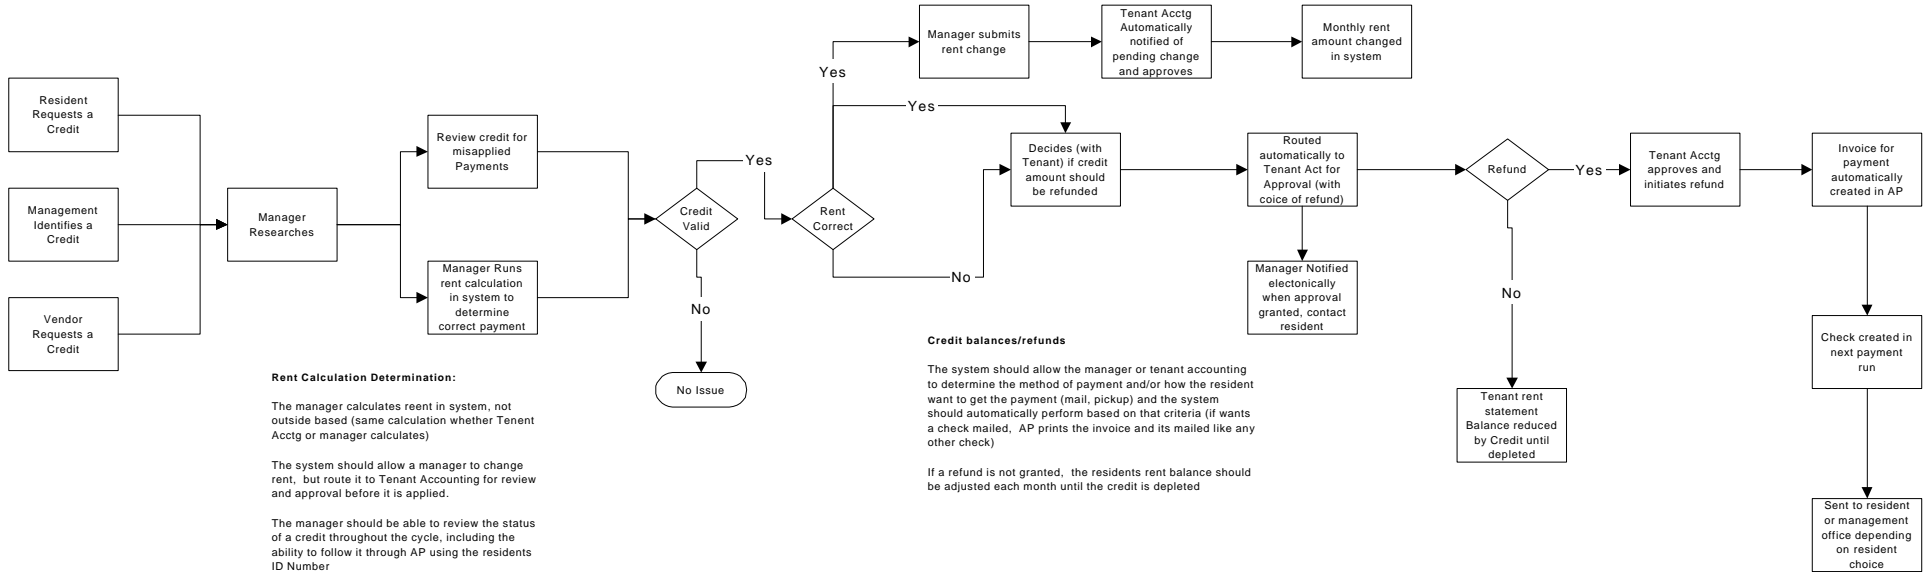 Resident
Requests a
Credit
Management
Identifies a
Credit
Vendor
Requests a
Credit
Manager
Researches
Review credit for
misapplied
Payments
Manager Runs
rent calculation
in system to
determine
correct payment
Credit
Valid
Yes
No
No Issue
Rent
Correct
Yes
Yes
No
Manager submits
rent change
Tenant Acctg
Automatically
notified of
pending change
and approves
Monthly rent
amount changed
in system
Decides (with
Tenant) if credit
amount should
be refunded
Routed
automatically to
Tenant Act for
Approval (with
coice of refund)
Manager Notified
electonically
when approval
granted, contact
resident
Refund
Yes
No
Tenant rent
statement
Balance reduced
by Credit until
depleted
Tenant Acctg
approves and
initiates refund
Invoice for
payment
automatically
created in AP
Check created in
next payment
run
Sent to resident
or management
office depending
on resident
choice
Rent Calculation Determination:
The manager calculates reent in system, not
outside based (same calculation whether Tenent
Acctg or manager calculates)
The system should allow a manager to change
rent, but route it to Tenant Accounting for review
and approval before it is applied.
The manager should be able to review the status
of a credit throughout the cycle, including the
ability to follow it through AP using the residents
ID Number
Credit balances/refunds
The system should allow the manager or tenant accounting
to determine the method of payment and/or how the resident
want to get the payment (mail, pickup) and the system
should automatically perform based on that criteria (if wants
a check mailed, AP prints the invoice and its mailed like any
other check)
If a refund is not granted, the residents rent balance should
be adjusted each month until the credit is depleted